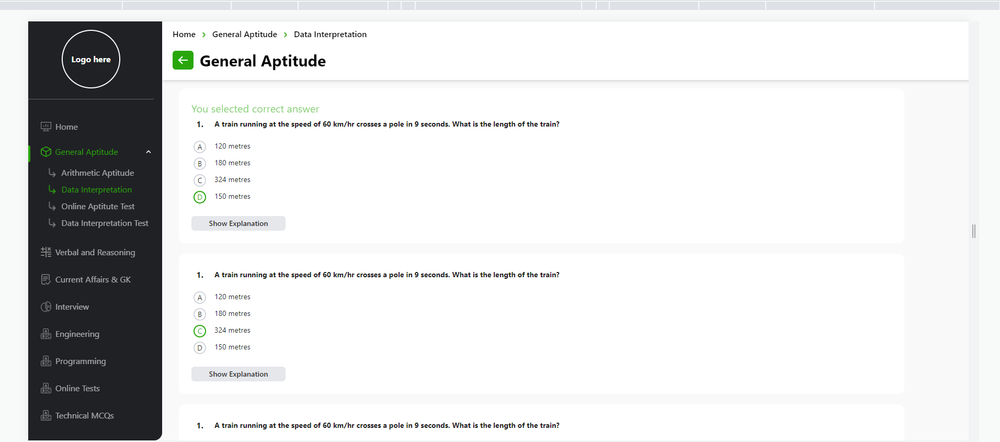 Logo here
Home
General Aptitude
Arithmetic Aptitude
Data Interpretation
Online Aptitute Test
Data Interpretation Test
Verbal and Reasoning
Current Affairs & GK
Interview
Engineering
Programming
Online Tests
Technical MCQs
Home > General Aptitude > Data Interpretation
General Aptitude
You selected correct answer
1. A train running at the speed of 60 km/hr crosses a pole in 9 seconds. What is the length of the train?
A 120 metres
B 180 metres
C 324 metres
D 150 metres
Show Explanation
1. A train running at the speed of 60 km/hr crosses a pole in 9 seconds. What is the length of the train?
A 120 metres
B 180 metres
C 324 metres
D 150 metres
Show Explanation
1. A train running at the speed of 60 km/hr crosses a pole in 9 seconds. What is the length of the train?